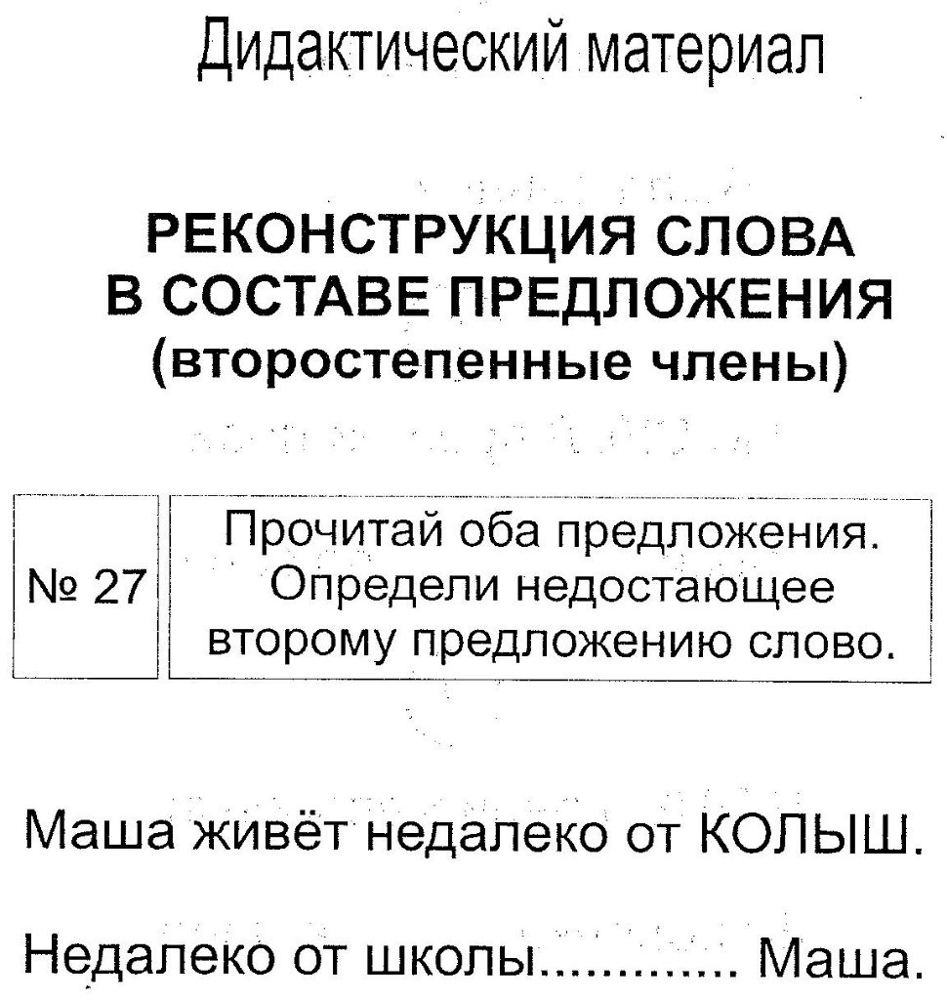 Дидактический материал
РЕКОНСТРУКЦИЯ СЛОВА
В СОСТАВЕ ПРЕДЛОЖЕНИЯ
(второстепенные члены)
№ 27
Прочитай оба предложения.
Определи недостающее
второму предложению слово.
Маша живёт недалеко от КОЛЫШ.
Недалеко от школы............. Маша.